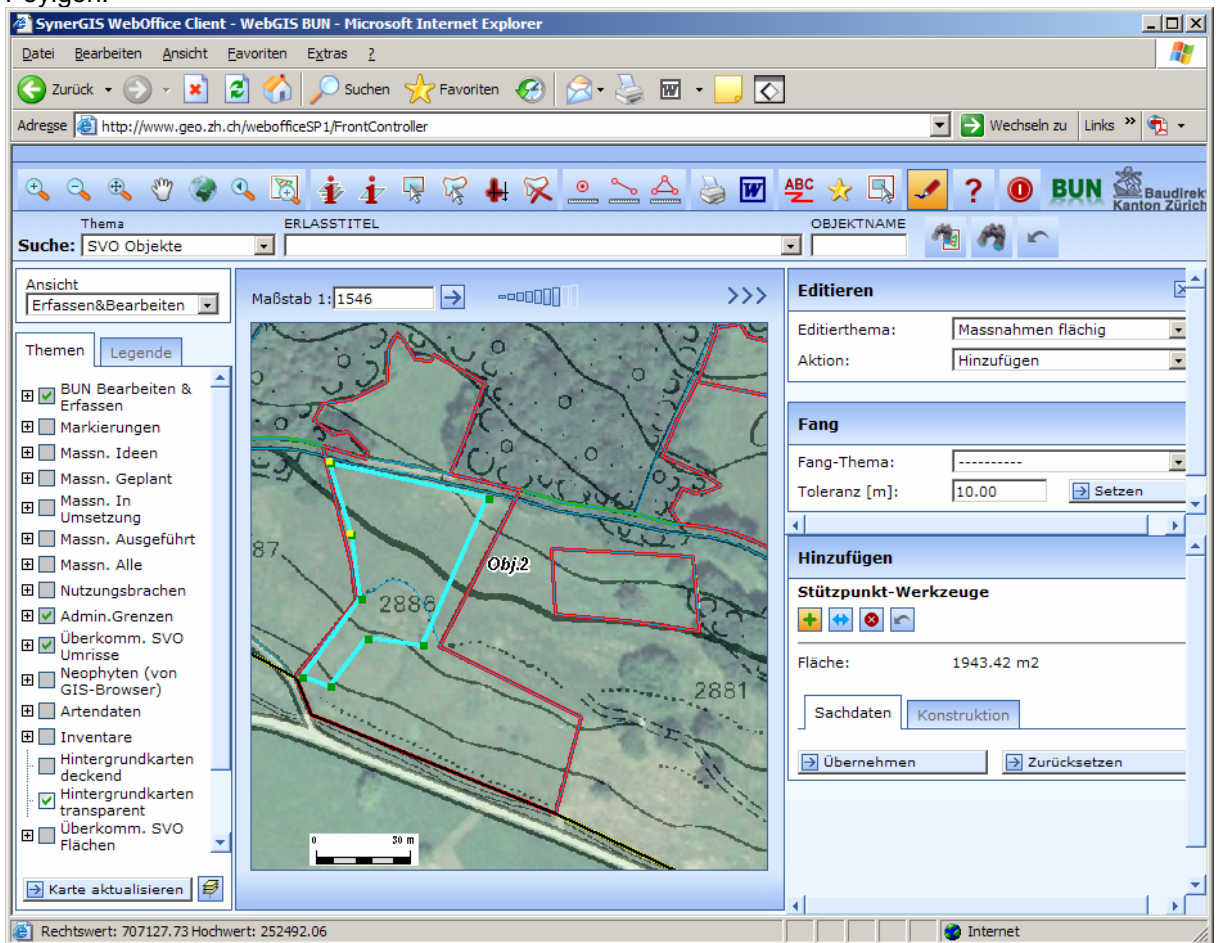 SynerGIS WebOffice Client - WebGIS BUN - Microsoft Internet Explorer
Datei Bearbeiten Ansicht Favoriten Extras ?
Zurück Suchen Favoriten
Adresse http://www.geo.zh.ch/webofficeSP1/FrontController Wechseln zu Links »
W ABC ? BUN Baudirek
Kanton Zürich
Thema ERLASSTITEL OBJEKTNAME
Suche: SVO Objekte
Ansicht
Erfassen&Bearbeiten
Themen Legende
BUN Bearbeiten &
Erfassen
Markierungen
Massn. Ideen
Massn. Geplant
Massn. In
Umsetzung
Massn. Ausgeführt
Massn. Alle
Nutzungsbrachen
Admin.Grenzen
Überkomm. SVO
Umrisse
Neophyten (von
GIS-Browser)
Artendaten
Inventare
Hintergrundkarten
deckend
Hintergrundkarten
transparent
Überkomm. SVO
Flächen
Karte aktualisieren
Maßstab 1: 1546 >>>
87
Obj.2
2886
2881
0 30 m
Editieren
Editierthema: Massnahmen flächig
Aktion: Hinzufügen
Fang
Fang-Thema: ----------
Toleranz [m]: 10.00 Setzen
Hinzufügen
Stützpunkt-Werkzeuge
Fläche: 1943.42 m2
Sachdaten Konstruktion
Übernehmen Zurücksetzen
Rechtswert: 707127.73 Hochwert: 252492.06 Internet